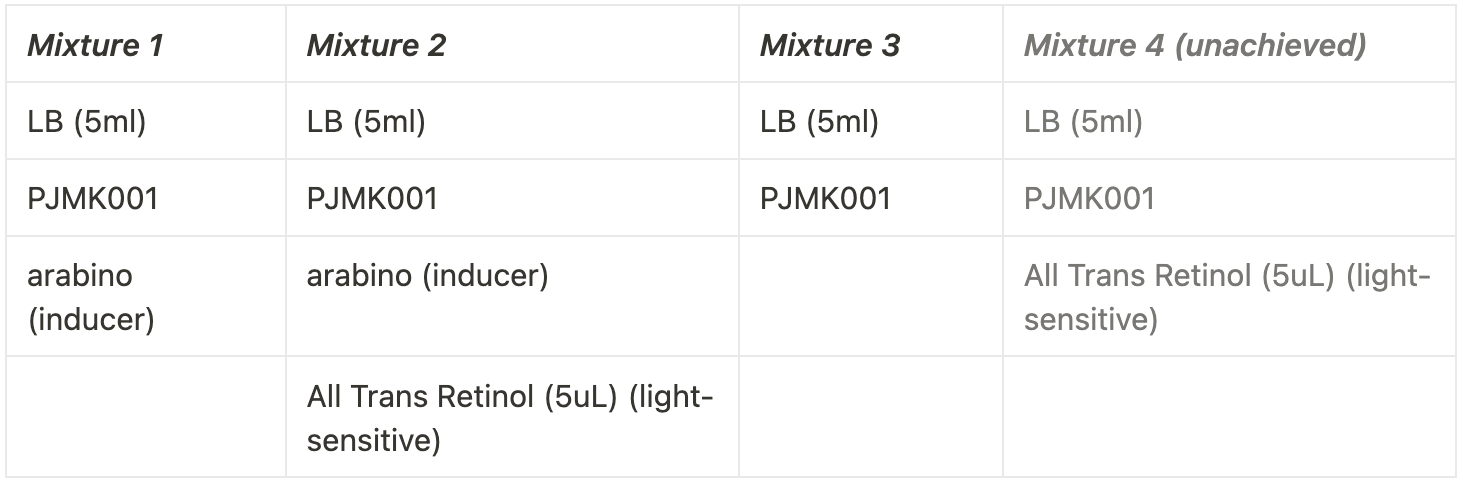 Mixture 1
Mixture 2
Mixture 3
Mixture 4 (unachieved)
LB (5ml)
LB (5ml)
LB (5ml)
LB (5ml)
PJMK001
PJMK001
PJMK001
PJMK001
arabino
(inducer)
arabino (inducer)
All Trans Retinol (5uL) (light-
sensitive)
All Trans Retinol (5uL) (light-
sensitive)